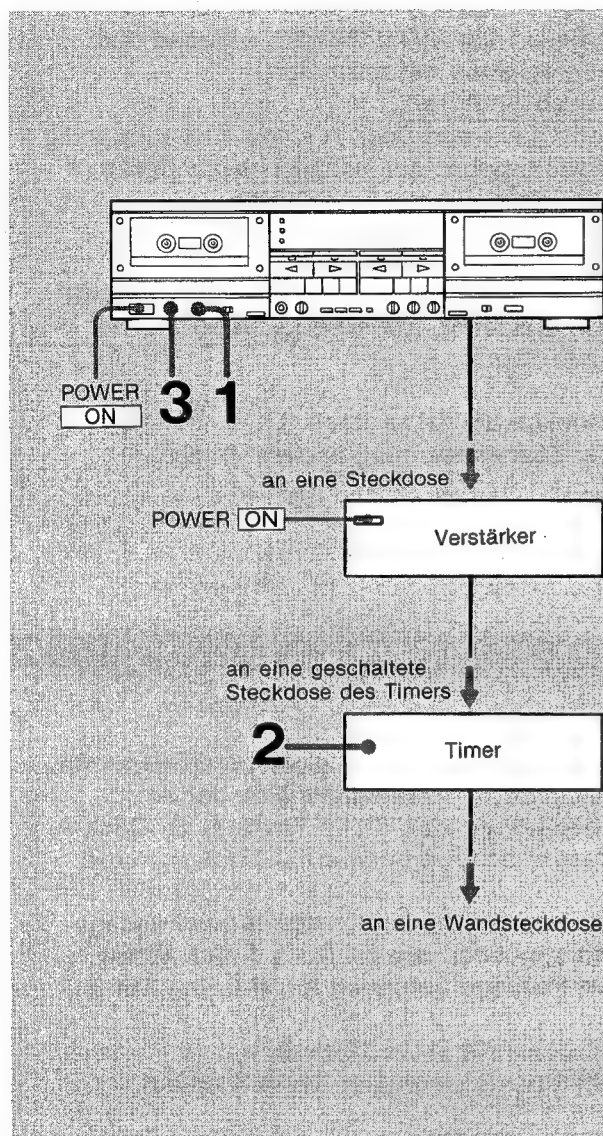 POWER
ON
3 1
an eine Steckdose
POWER ON
Verstärker
an eine geschaltete
Steckdose des Timers
2
Timer
an eine Wandsteckdose